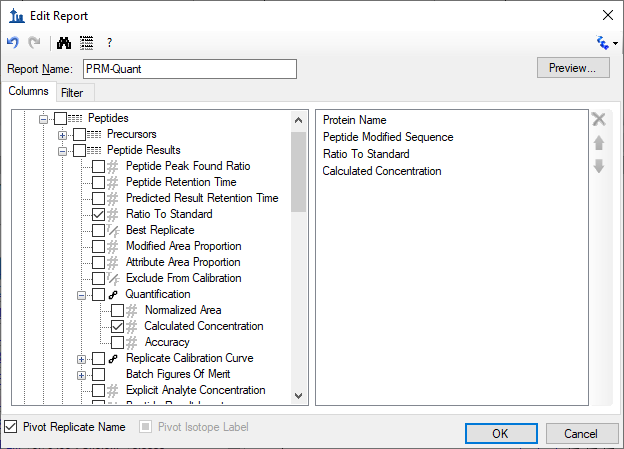 Edit Report
?
Report Name: PRM-Quant
Preview...
Columns
Filter
Peptides
Precursors
Peptide Results
Peptide Peak Found Ratio
Peptide Retention Time
Predicted Result Retention Time
Ratio To Standard
Best Replicate
Modified Area Proportion
Attribute Area Proportion
Exclude From Calibration
Quantification
Normalized Area
Calculated Concentration
Accuracy
Replicate Calibration Curve
Batch Figures Of Merit
Explicit Analyte Concentration
Protein Name
Peptide Modified Sequence
Ratio To Standard
Calculated Concentration
Pivot Replicate Name
Pivot Isotope Label
OK
Cancel